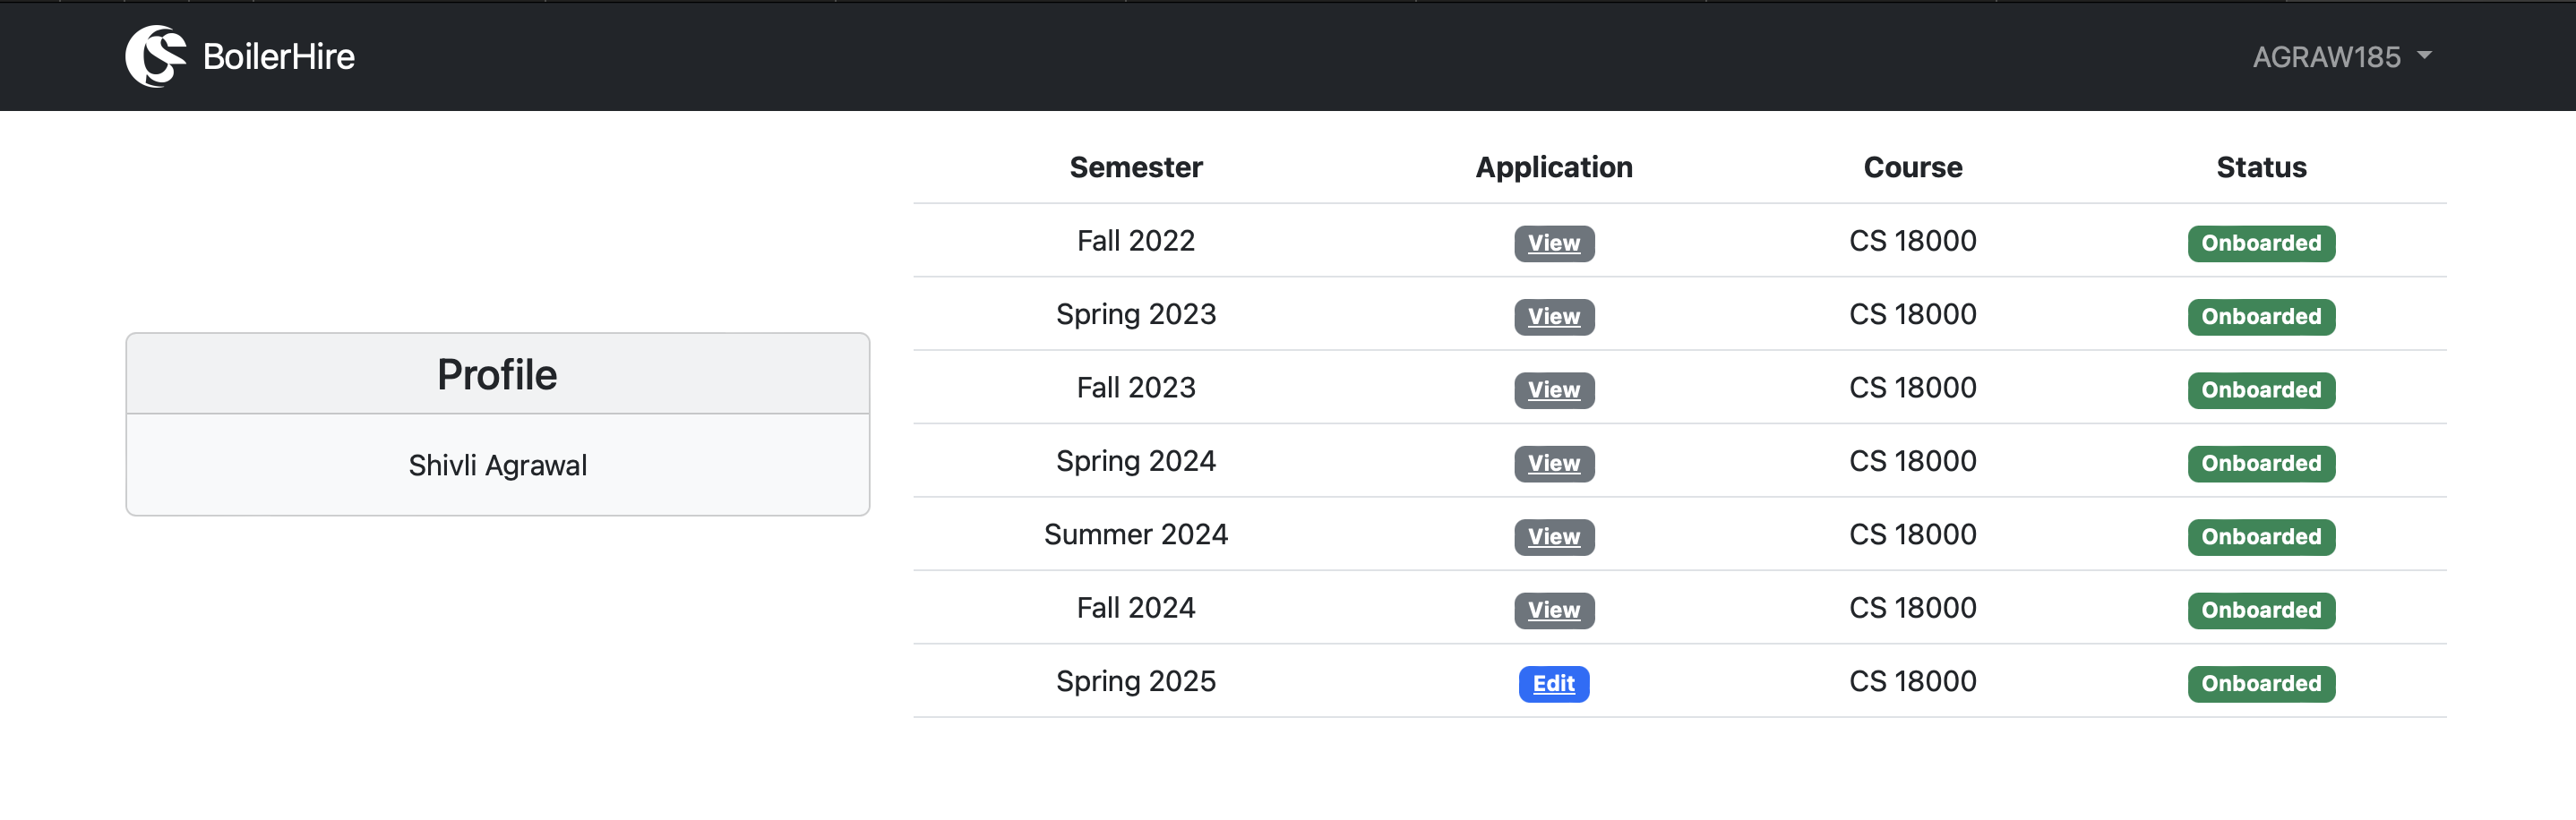 BoilerHire
AGRAW185
Profile
Shivli Agrawal
Semester Application Course Status
Fall 2022 View CS 18000 Onboarded
Spring 2023 View CS 18000 Onboarded
Fall 2023 View CS 18000 Onboarded
Spring 2024 View CS 18000 Onboarded
Summer 2024 View CS 18000 Onboarded
Fall 2024 View CS 18000 Onboarded
Spring 2025 Edit CS 18000 Onboarded